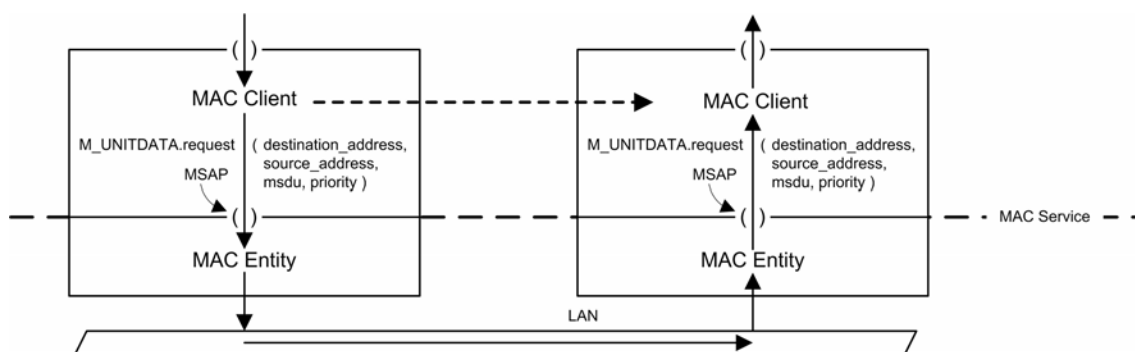 MAC Client
M_UNITDATA.request
( destination_address,
source_address,
msdu, priority )
MSAP
( )
MAC Entity
( )
MAC Client
M_UNITDATA.request
( destination_address,
source_address,
msdu, priority )
MSAP
( )
MAC Entity
( )
MAC Service
LAN